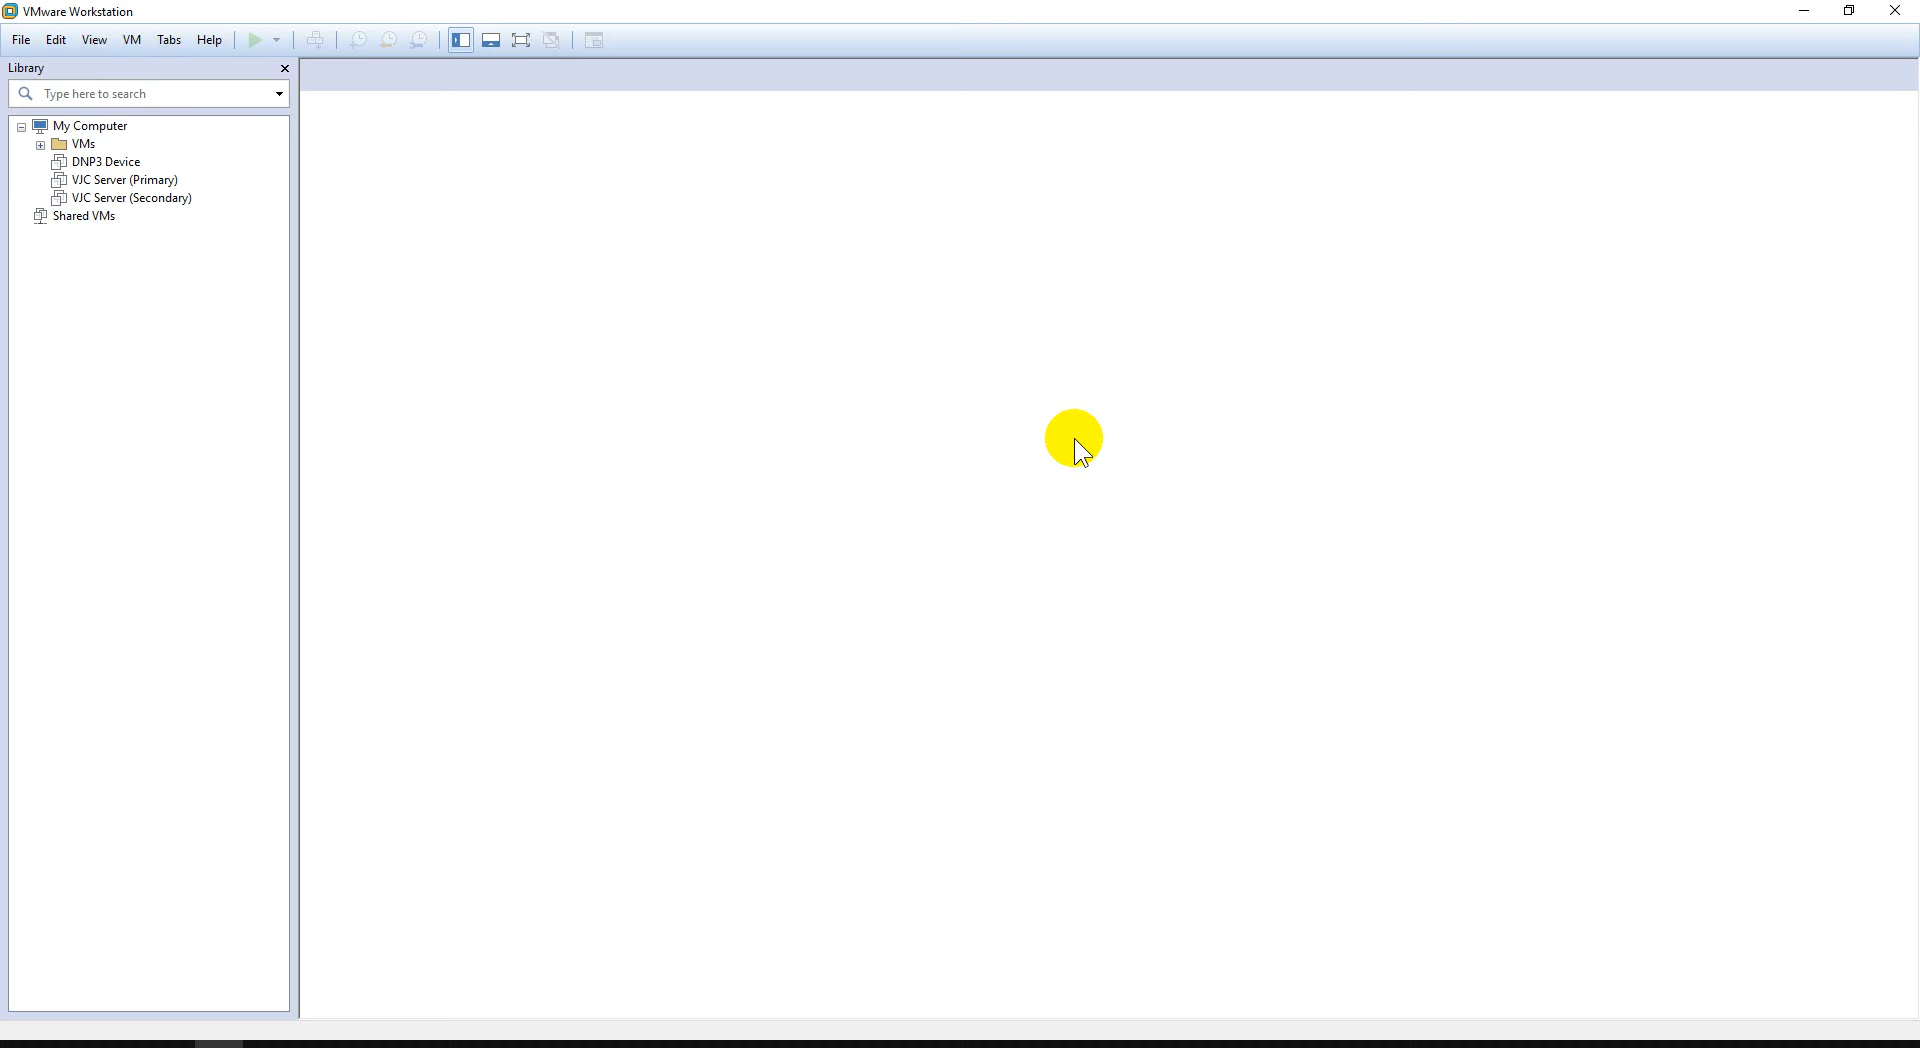 VMware Workstation
File Edit View VM Tabs Help
Library
Type here to search
My Computer
VMs
DNP3 Device
VJC Server (Primary)
VJC Server (Secondary)
Shared VMs